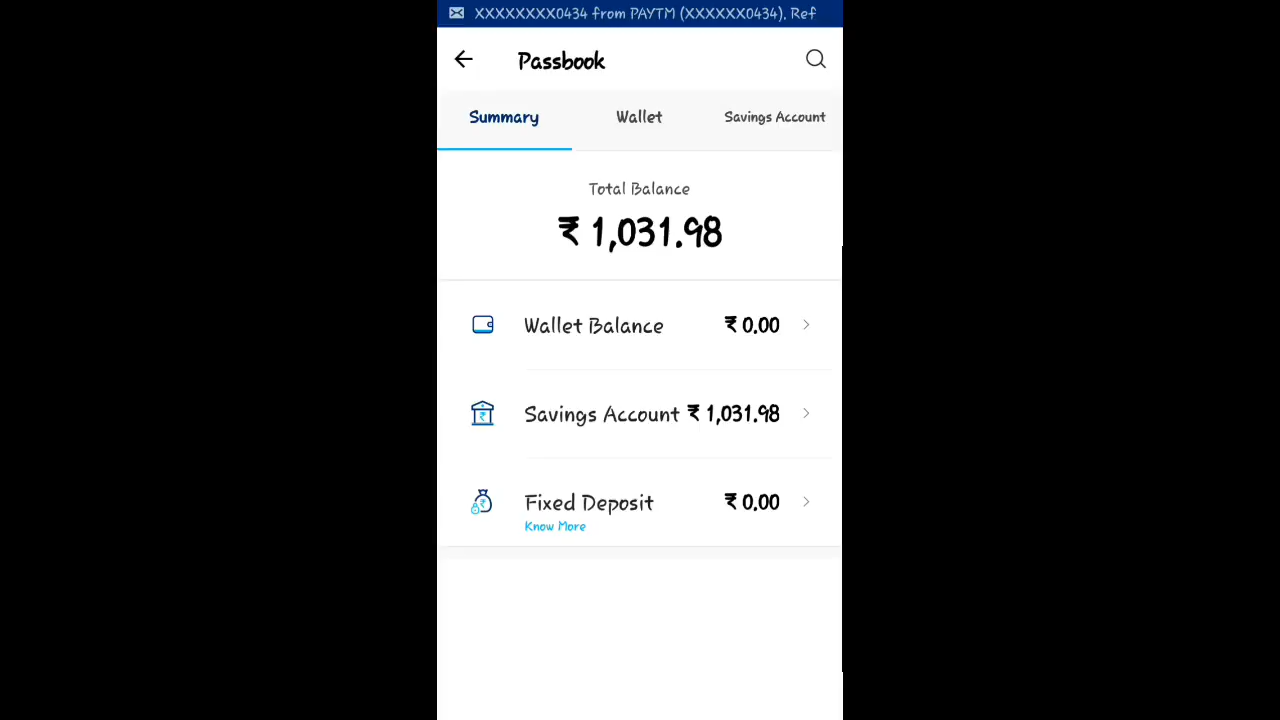 XXXXXXXX0434 from PAYTM (XXXXXX0434). Ref
Passbook
Summary Wallet Savings Account
Total Balance
₹ 1,031.98
Wallet Balance ₹ 0.00
Savings Account ₹ 1,031.98
Fixed Deposit ₹ 0.00
Know More